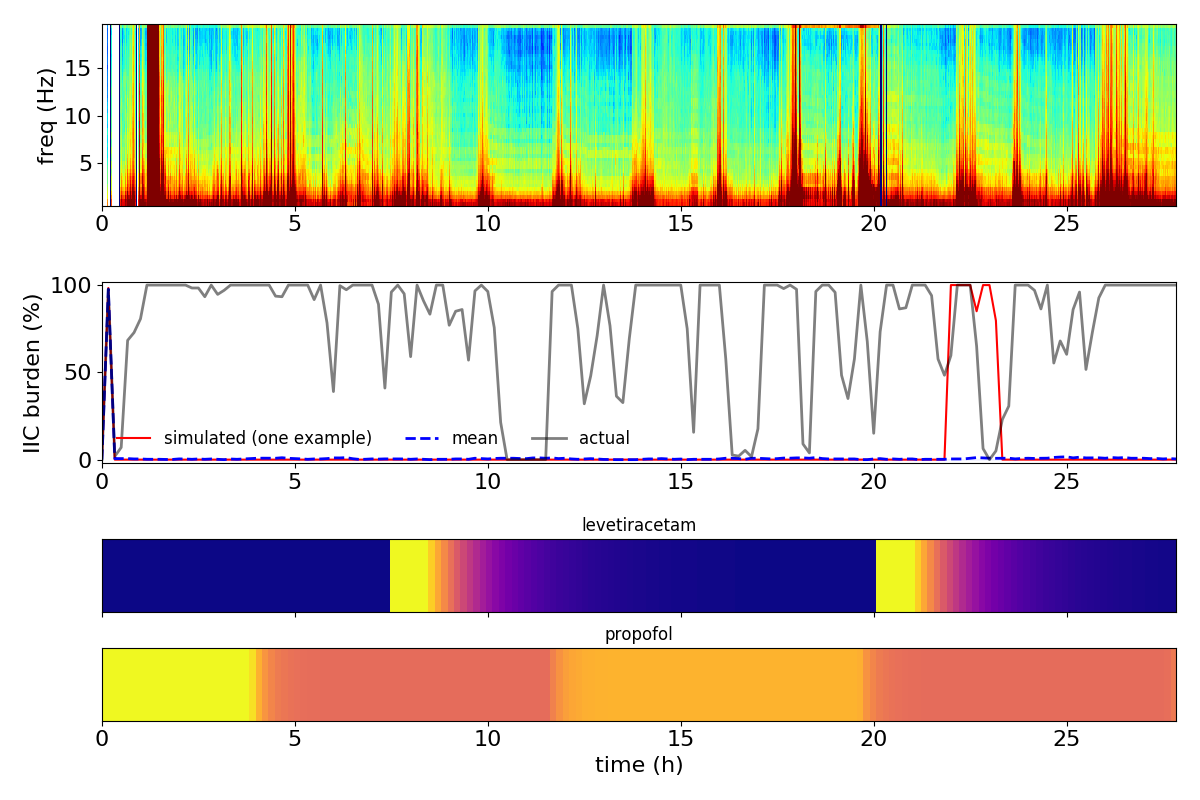 freq (Hz)
15
10
5
0 5 10 15 20 25
IIC burden (%)
100
50
0
simulated (one example) mean actual
0 5 10 15 20 25
levetiracetam
propofol
0 5 10 15 20 25
time (h)